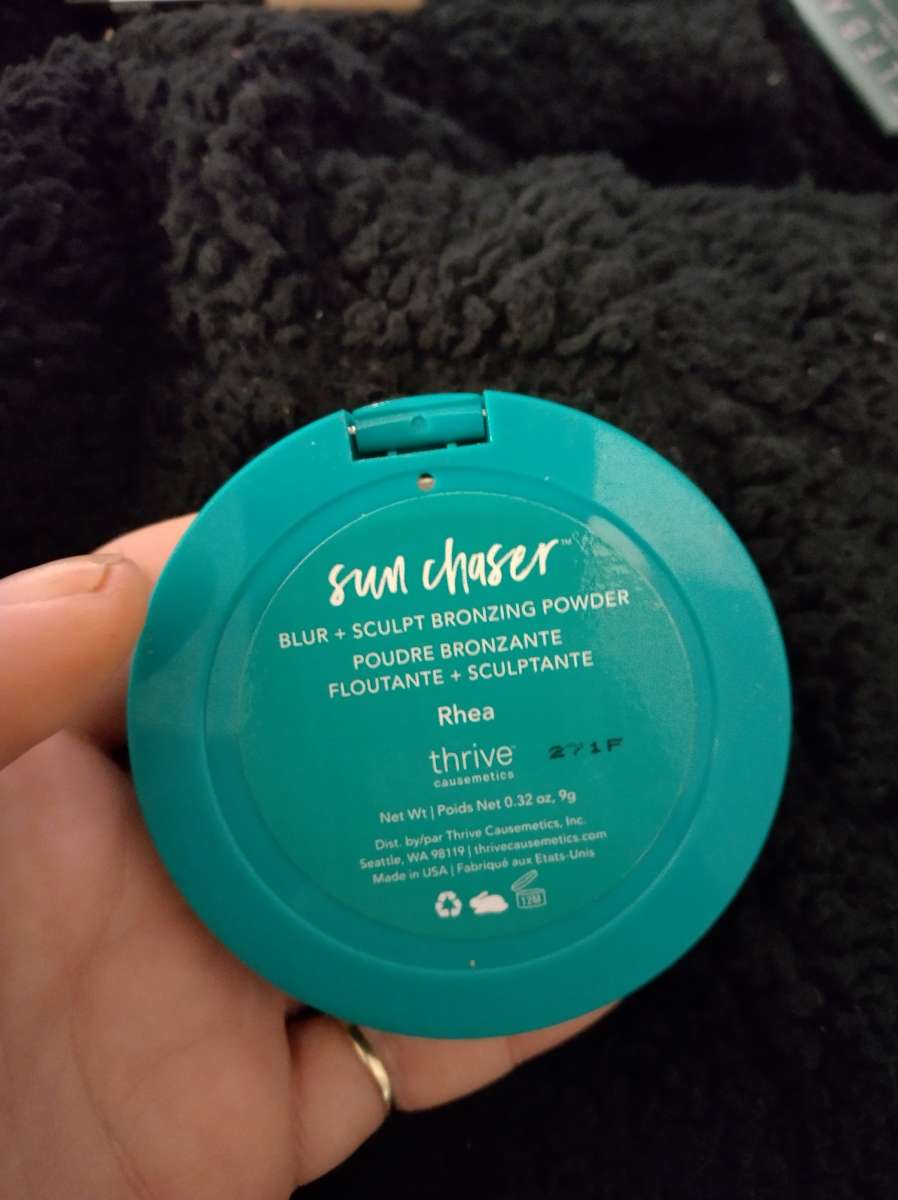 sun chaser™
BLUR + SCULPT BRONZING POWDER
POUDRE BRONZANTE
FLOUTANTE + SCULPTANTE
Rhea
thrive™ 271F
causemetics
Net Wt | Poids Net 0.32 oz, 9g
Dist. by/par Thrive Causemetics, Inc.
Seattle, WA 98119 | thrivecausemetics.com
Made in USA | Fabriqué aux Etats-Unis
12M